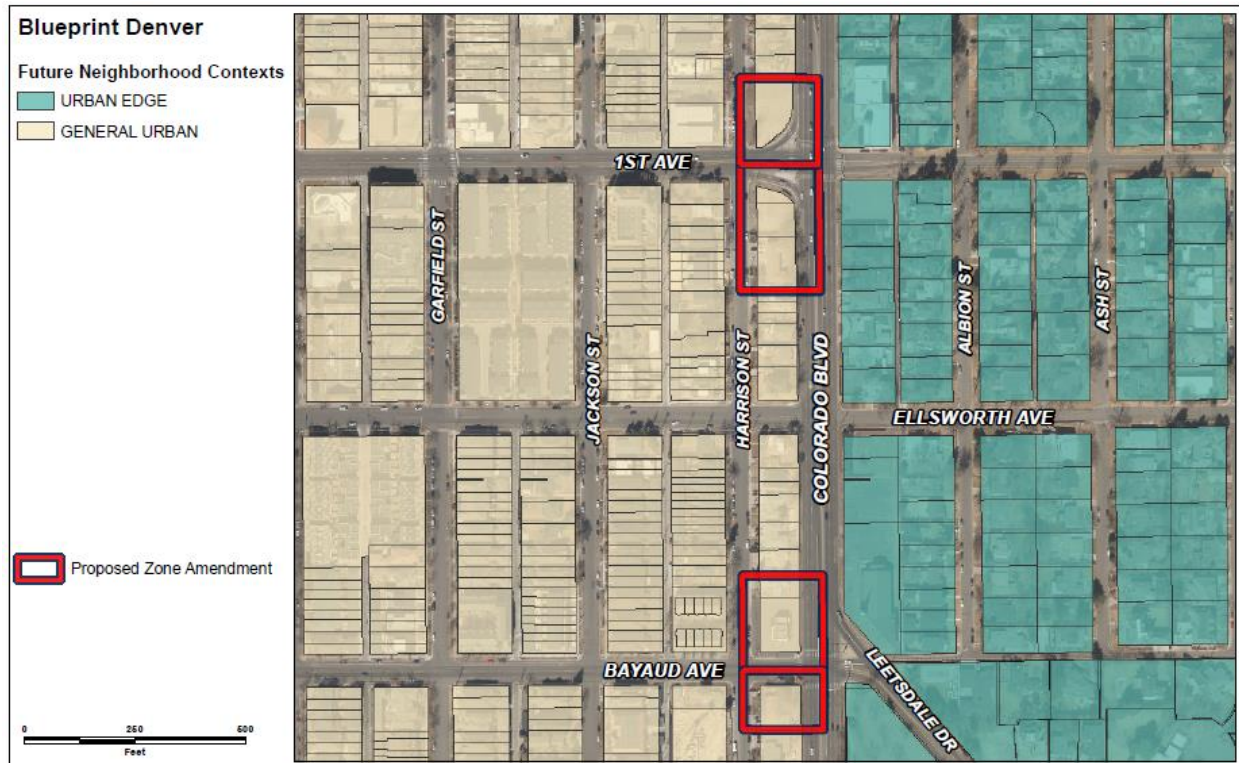 Blueprint Denver
Future Neighborhood Contexts
URBAN EDGE
GENERAL URBAN
1ST AVE
GARFIELD ST
JACKSON ST
HARRISON ST
COLORADO BLVD
ALBION ST
ASH ST
ELLSWORTH AVE
BAYAUD AVE
LEETSDALE DR
Proposed Zone Amendment
0 250 500
Feet